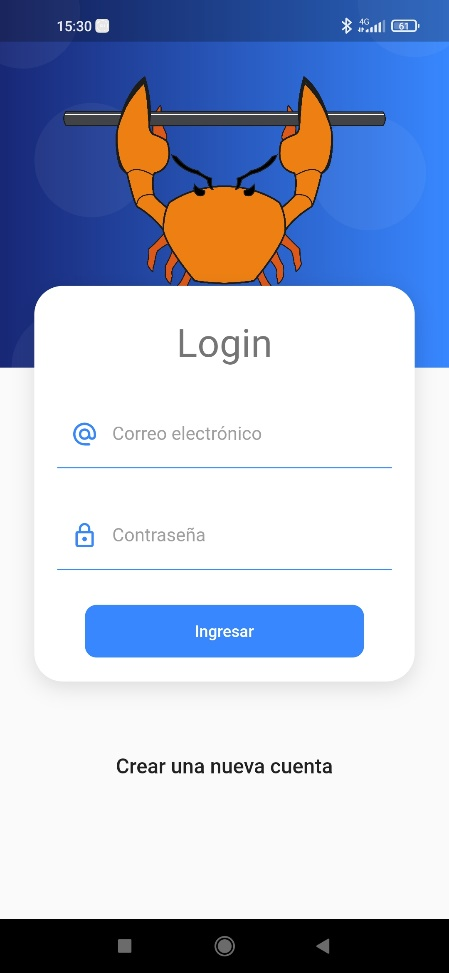 15:30
4G
61
Login
@ Correo electrónico
Contraseña
Ingresar
Crear una nueva cuenta